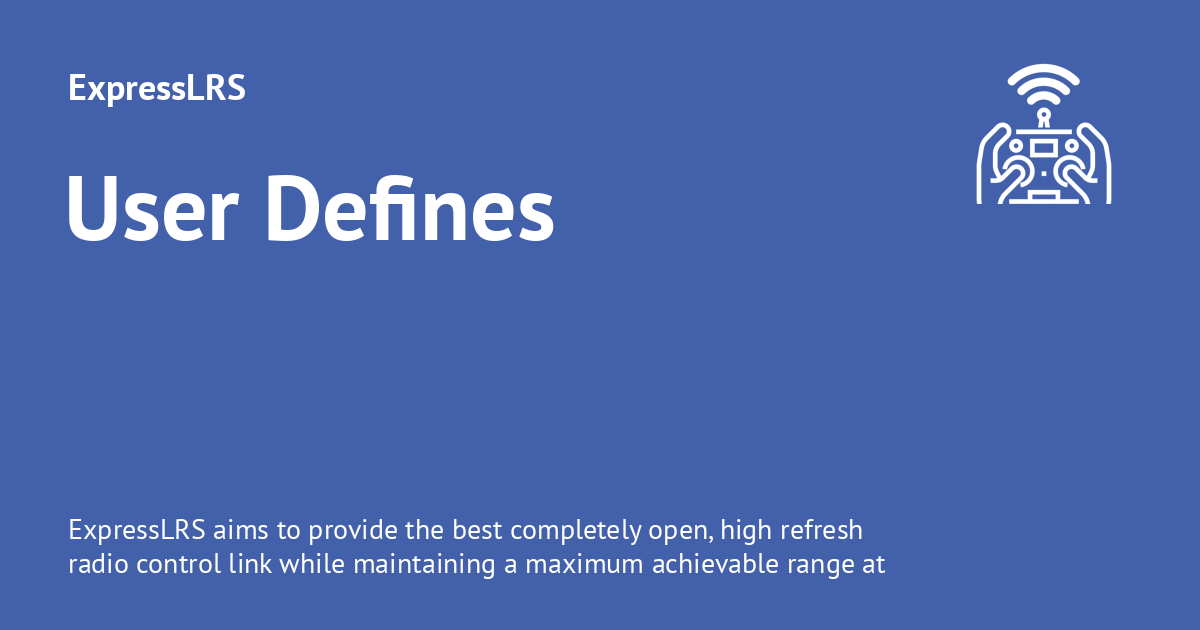 ExpressLRS
User Defines
ExpressLRS aims to provide the best completely open, high refresh
radio control link while maintaining a maximum achievable range at